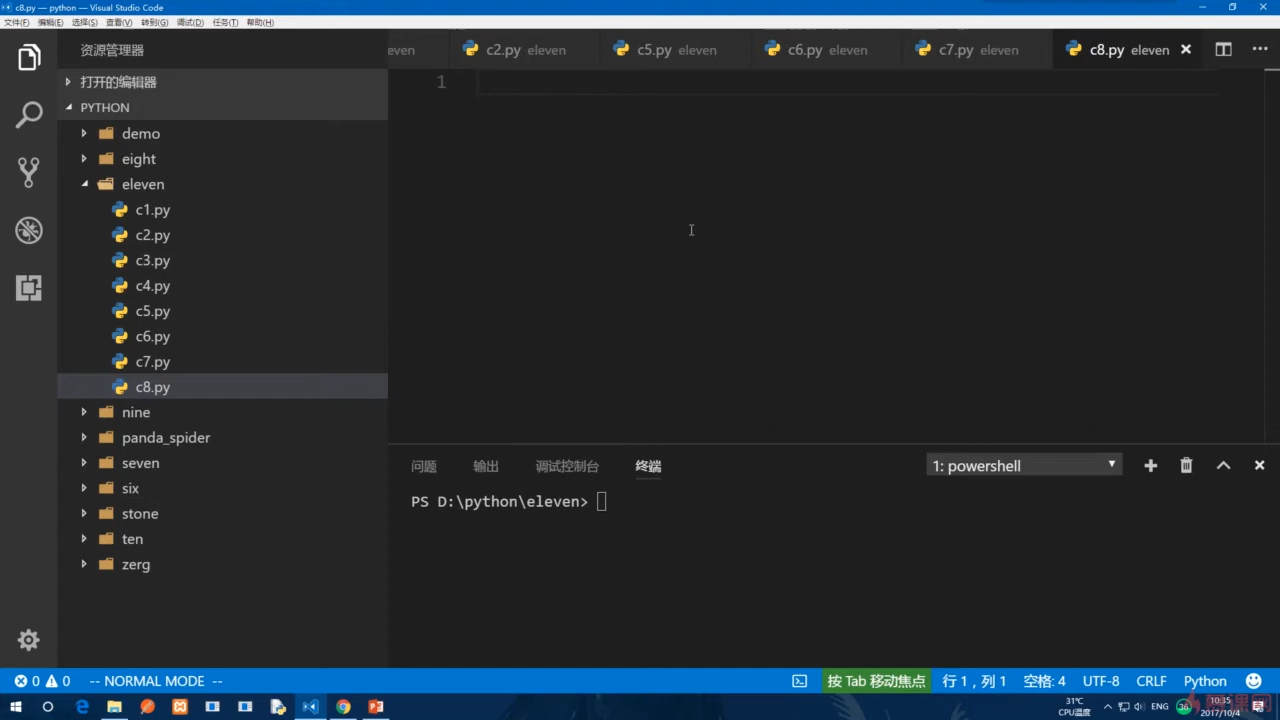 c8.py — python — Visual Studio Code
文件(F) 编辑(E) 选择(S) 查看(V) 转到(G) 调试(D) 任务(T) 帮助(H)
资源管理器
even c2.py eleven c5.py eleven c6.py eleven c7.py eleven c8.py eleven
打开的编辑器
PYTHON
demo
eight
eleven
c1.py
c2.py
c3.py
c4.py
c5.py
c6.py
c7.py
c8.py
nine
panda_spider
seven
six
stone
ten
zerg
1
问题 输出 调试控制台 终端 1: powershell
PS D:\python\eleven>
0 0 -- NORMAL MODE -- 按 Tab 移动焦点 行 1，列 1 空格: 4 UTF-8 CRLF Python
31℃
CPU温度
ENG
36
10:35
2017/10/4